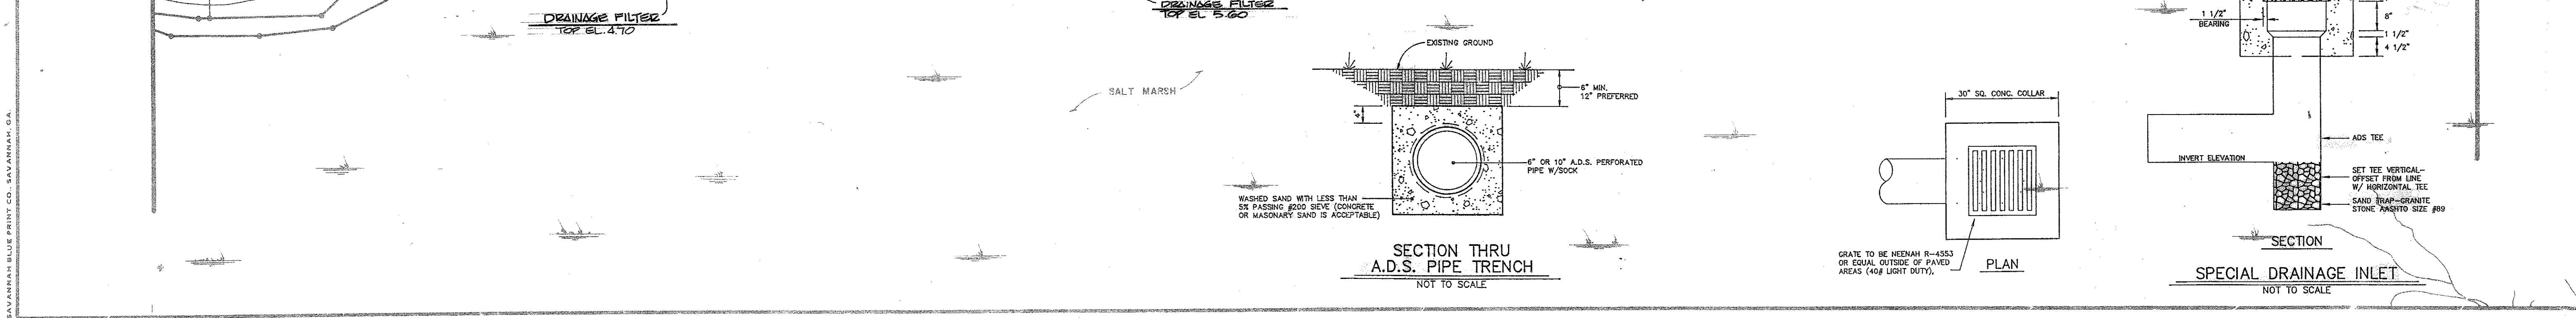 SAVANNAH BLUE PRINT CO., SAVANNAH, GA.
DRAINAGE FILTER
TOP EL. 4.70
DRAINAGE FILTER
TOP EL 5.60
SALT MARSH
EXISTING GROUND
6" MIN.
12" PREFERRED
4"
6" OR 10" A.D.S. PERFORATED
PIPE W/SOCK
WASHED SAND WITH LESS THAN
5% PASSING #200 SIEVE (CONCRETE
OR MASONARY SAND IS ACCEPTABLE)
SECTION THRU
A.D.S. PIPE TRENCH
NOT TO SCALE
30" SQ. CONC. COLLAR
GRATE TO BE NEENAH R-4553
OR EQUAL OUTSIDE OF PAVED
AREAS (40# LIGHT DUTY),
PLAN
1 1/2"
BEARING
8"
1 1/2"
4 1/2"
ADS TEE
INVERT ELEVATION
SET TEE VERTICAL-
OFFSET FROM LINE
W/ HORIZONTAL TEE
SAND TRAP-GRANITE
STONE AASHTO SIZE #89
SECTION
SPECIAL DRAINAGE INLET
NOT TO SCALE